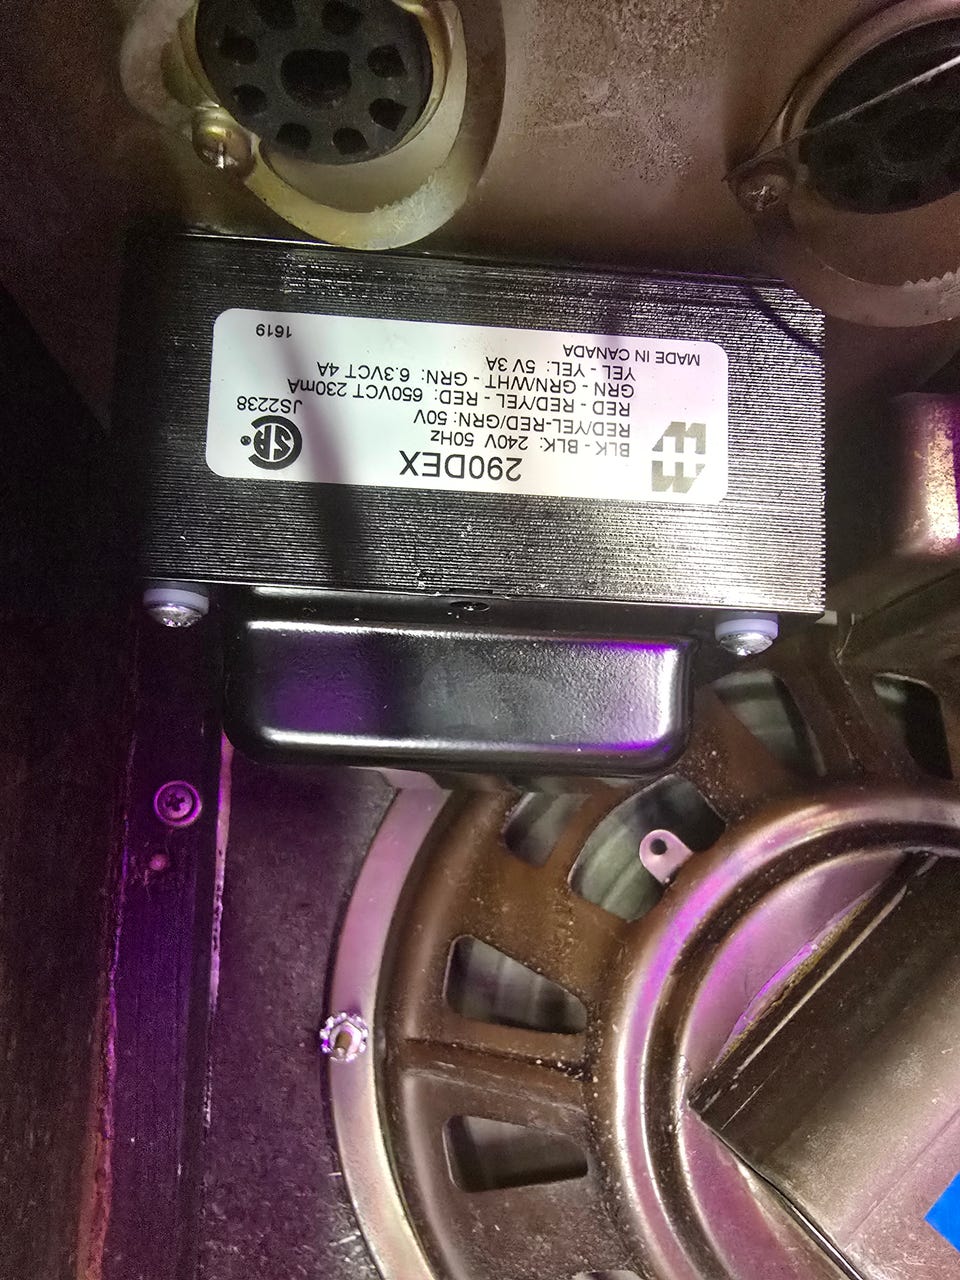 290DEX
BLK - BLK: 240V 50Hz
RED/YEL-RED/GRN: 50V
RED - RED/YEL - RED: 650VCT 230mA
GRN - GRN/WHT - GRN: 6.3VCT 4A
YEL - YEL: 5V 3A
MADE IN CANADA
SA
JS2238
1619